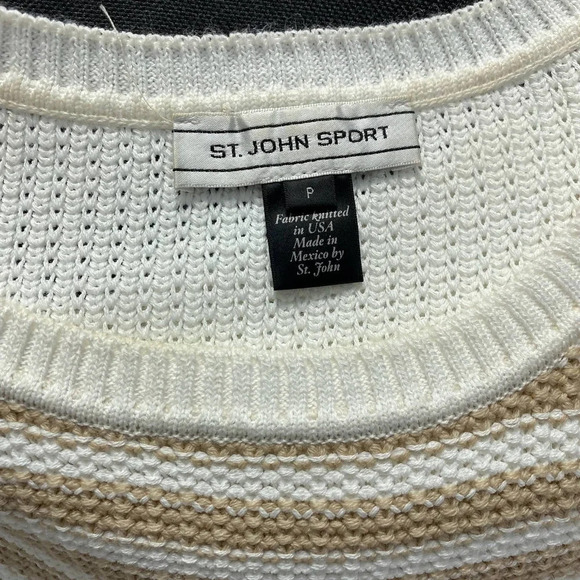 ST. JOHN SPORT
P
Fabric knitted
in USA
Made in
Mexico by
St. John